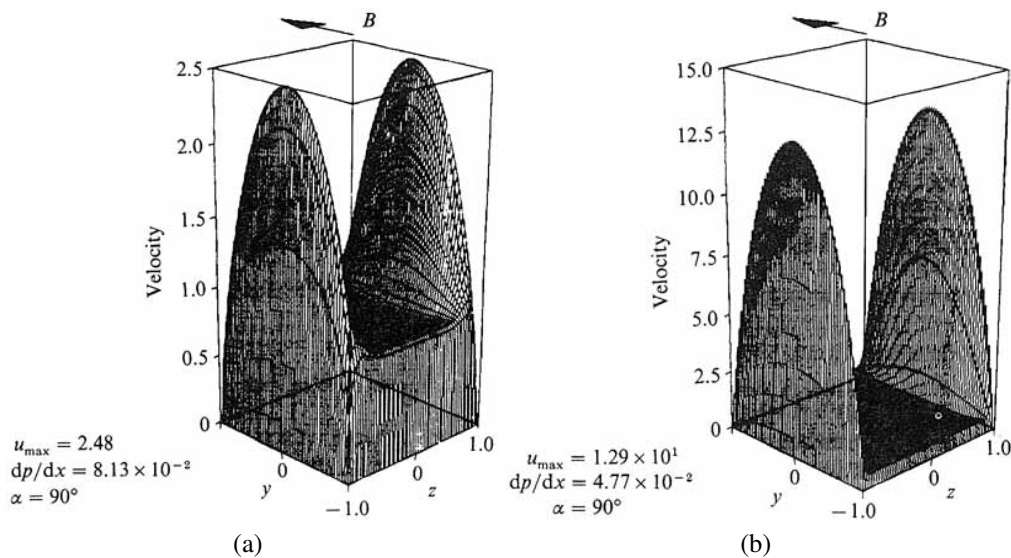 B
2.5
2.0
1.5
1.0
0.5
0
Velocity
y
0
−1.0
0
z
1.0
u_max = 2.48
dp/dx = 8.13 × 10⁻²
α = 90°
(a)
B
15.0
12.5
10.0
7.5
5.0
2.5
0
Velocity
y
0
−1.0
0
z
1.0
u_max = 1.29 × 10¹
dp/dx = 4.77 × 10⁻²
α = 90°
(b)